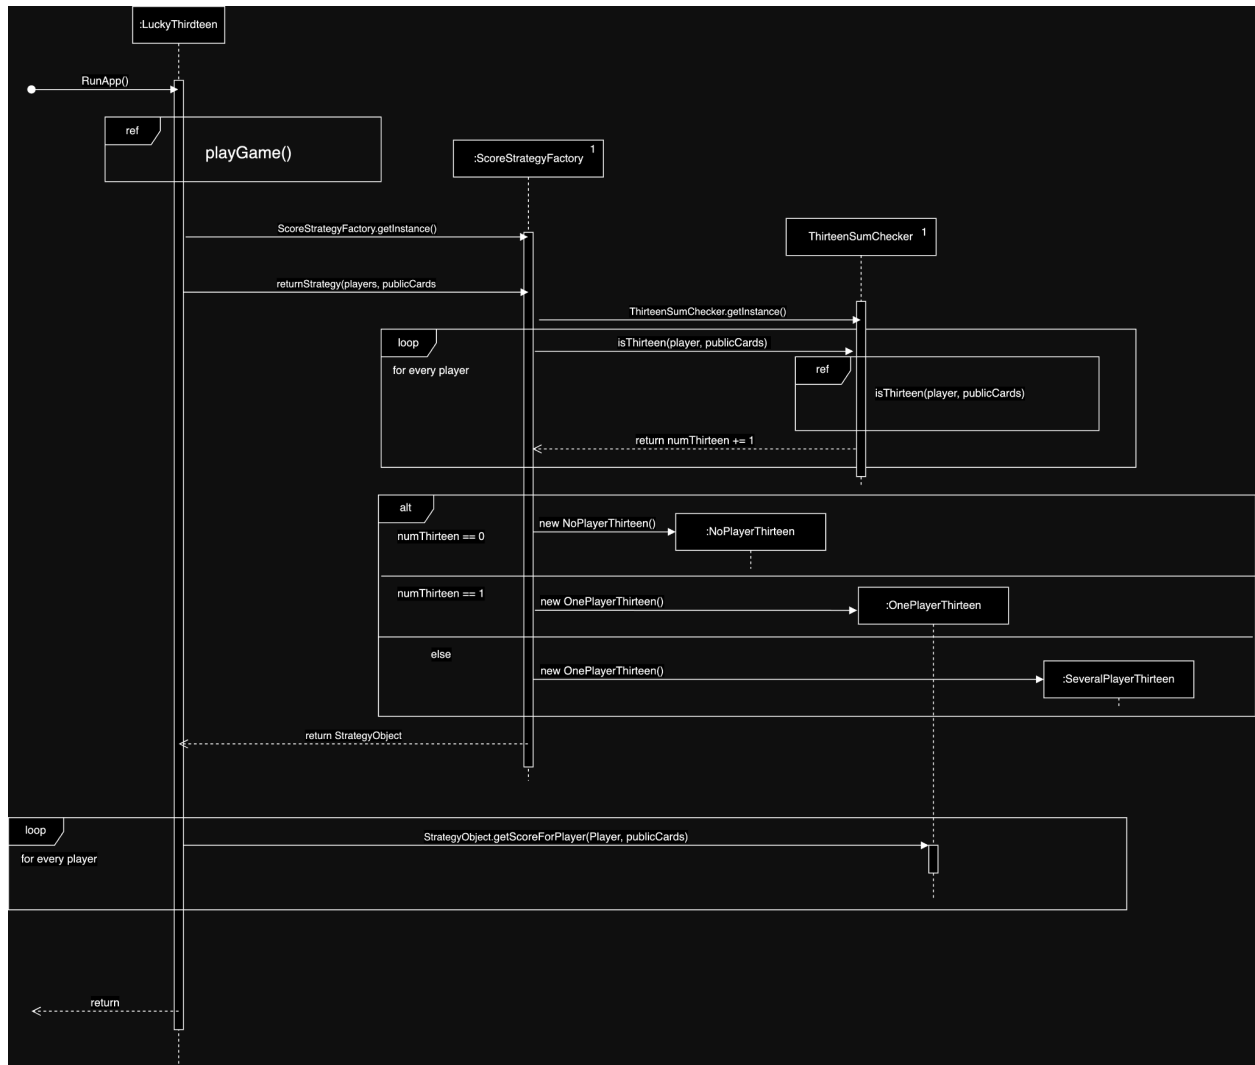 :LuckyThirdteen
RunApp()
ref
playGame()
:ScoreStrategyFactory 1
ScoreStrategyFactory.getInstance()
ThirteenSumChecker 1
returnStrategy(players, publicCards
ThirteenSumChecker.getInstance()
loop
isThirteen(player, publicCards)
for every player
ref
isThirteen(player, publicCards)
return numThirteen += 1
alt
numThirteen == 0
new NoPlayerThirteen()
:NoPlayerThirteen
numThirteen == 1
new OnePlayerThirteen()
:OnePlayerThirteen
else
new OnePlayerThirteen()
:SeveralPlayerThirteen
return StrategyObject
loop
StrategyObject.getScoreForPlayer(Player, publicCards)
for every player
return